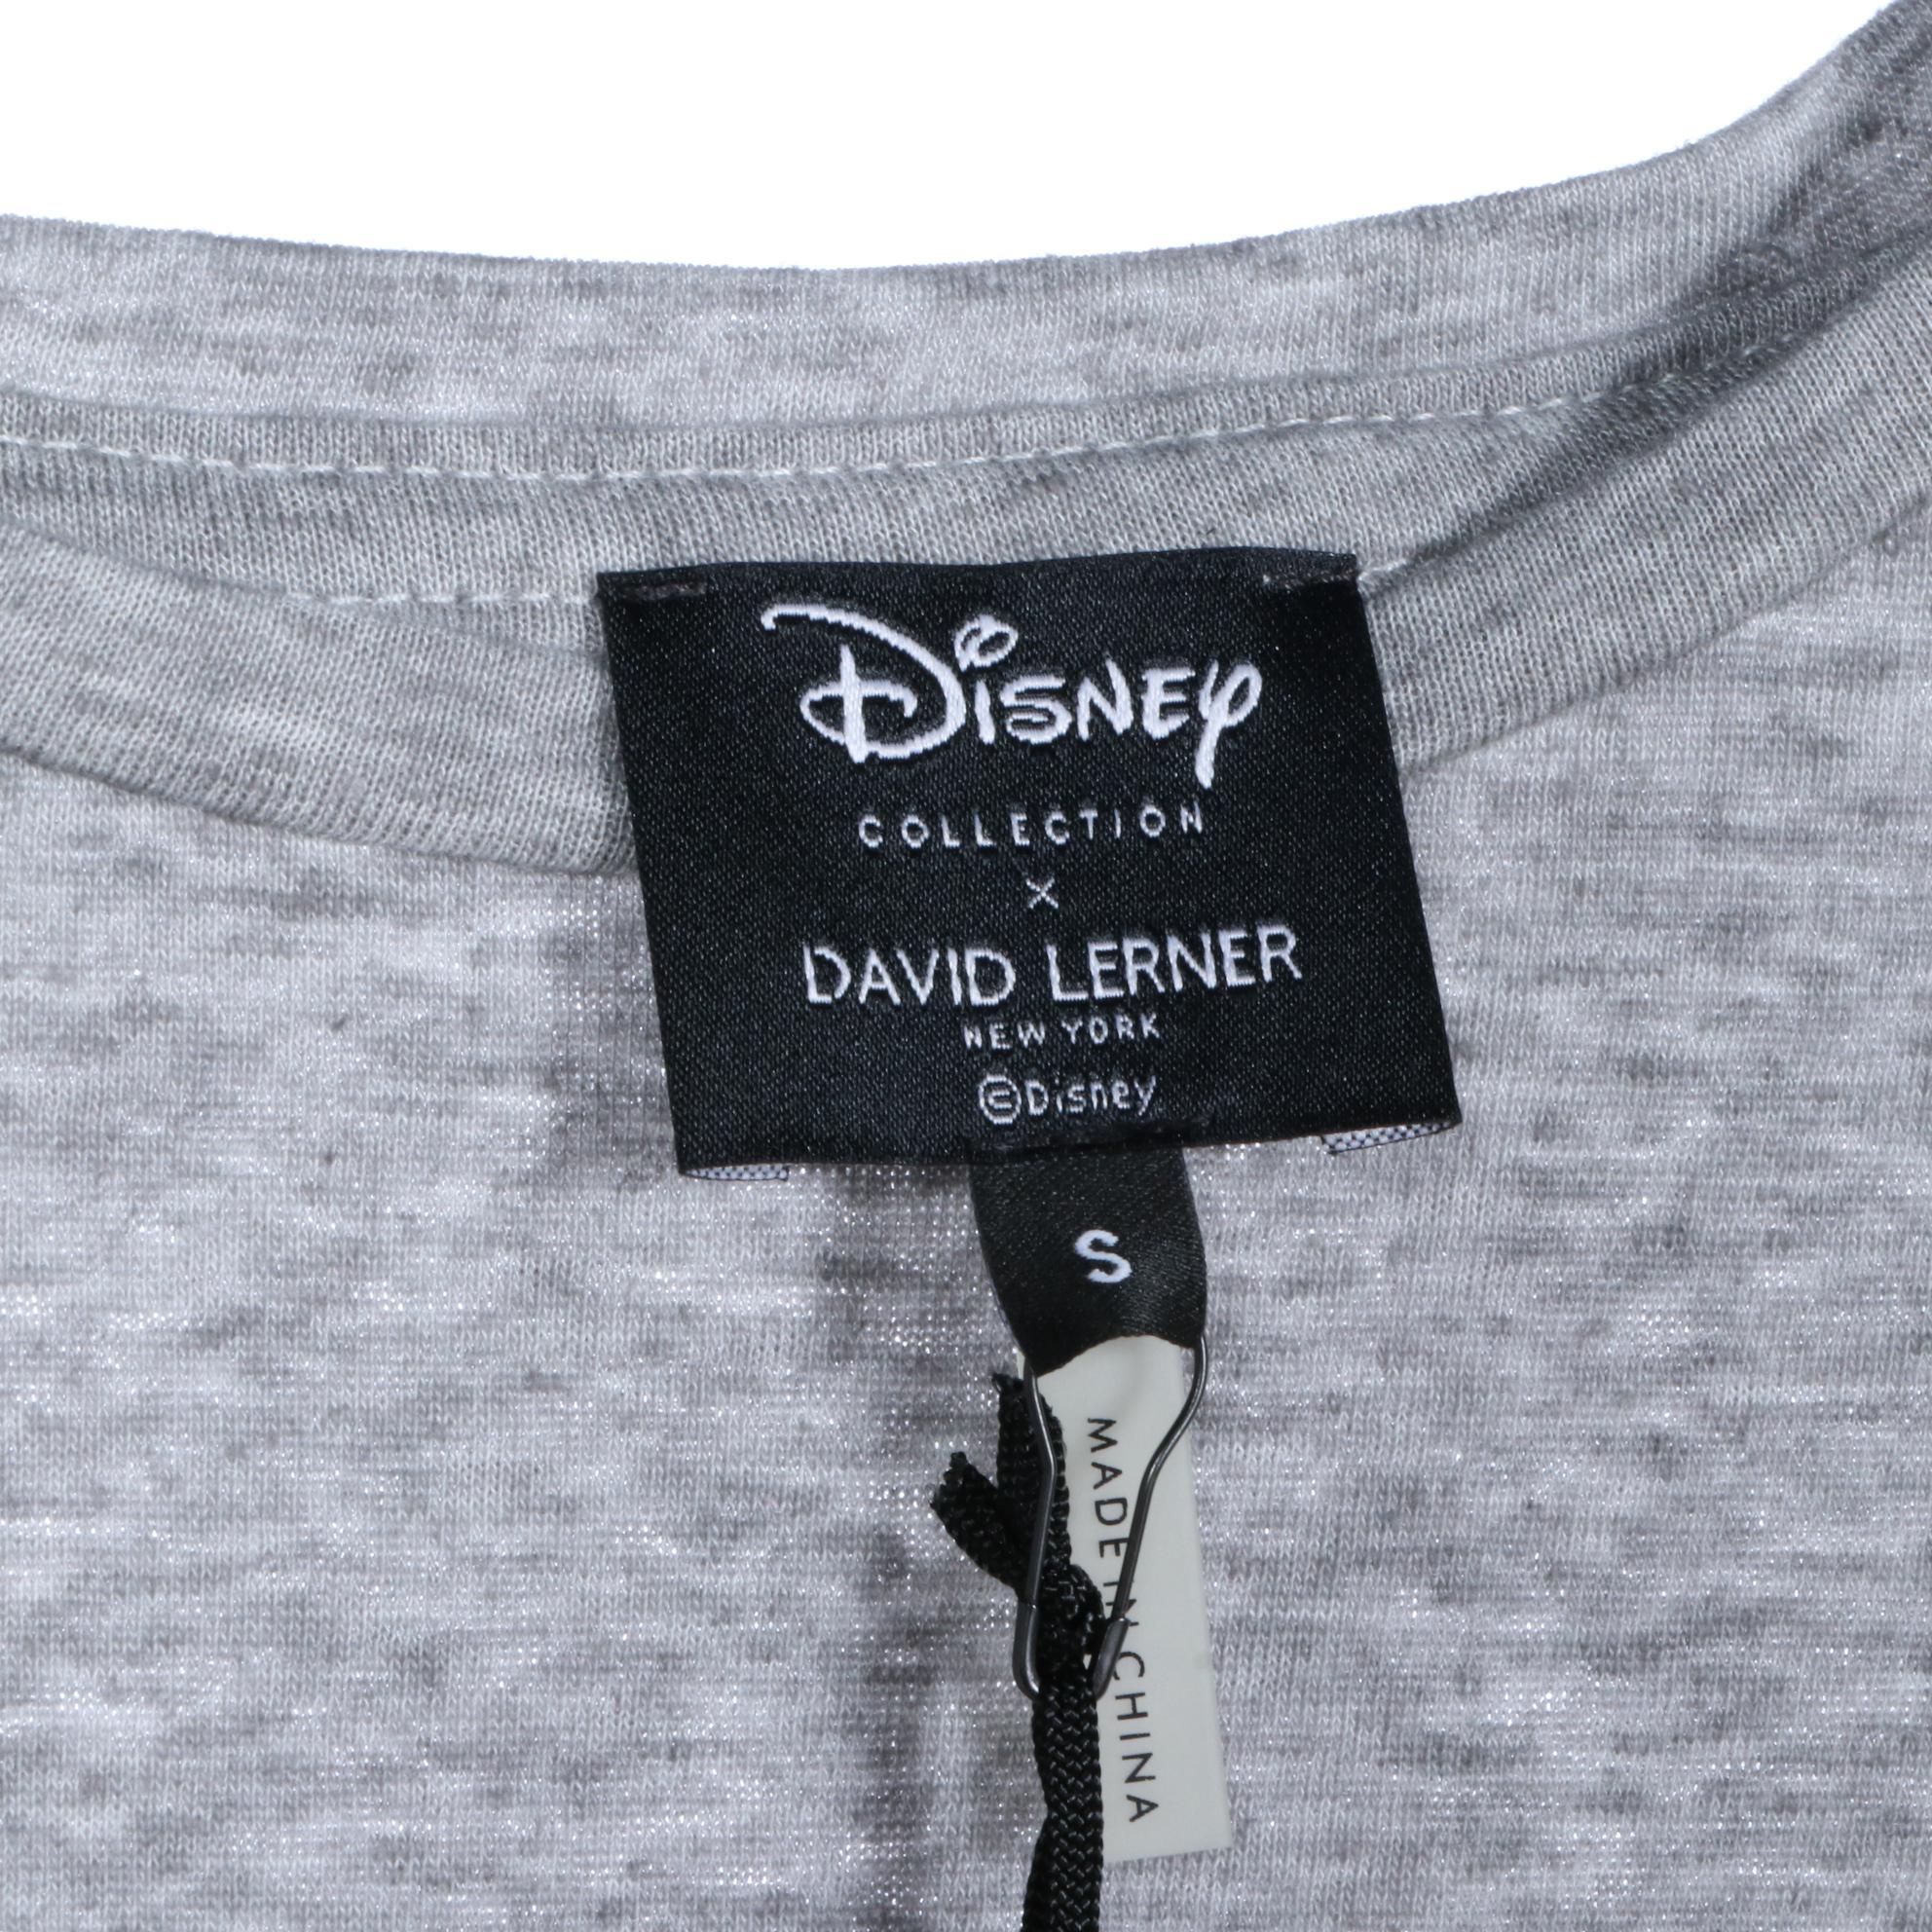 Disney
COLLECTION
X
DAVID LERNER
NEW YORK
©Disney
S
MADE IN CHINA